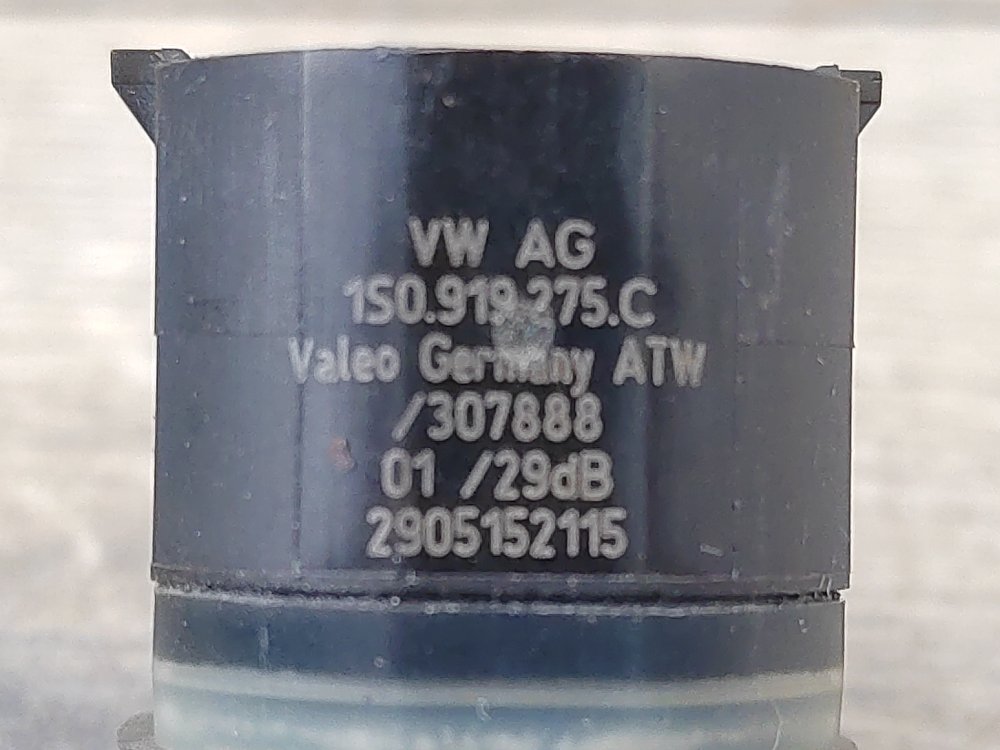 VW AG
1S0.919.275.C
Valeo Germany ATW
/307888
01 /29dB
2905152115